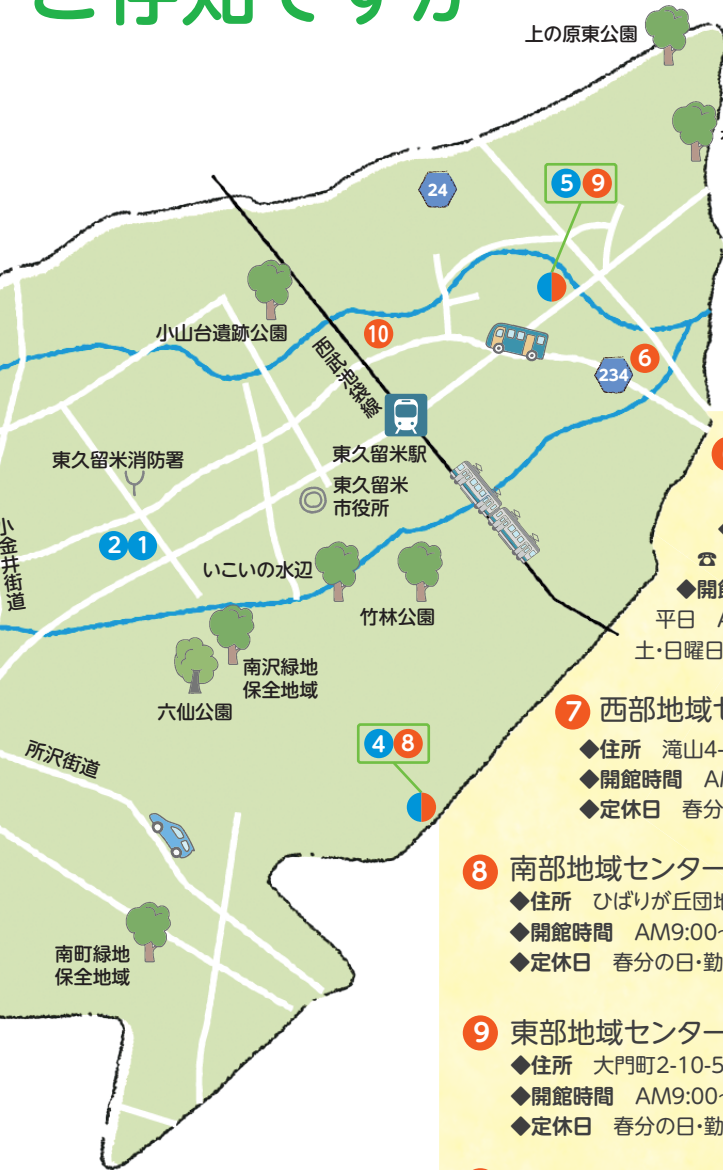 ご存知ですか
上の原東公園
24
5 9
小山台遺跡公園
10
西武池袋線
234
6
東久留米駅
東久留米消防署
東久留米
市役所
小金井街道
2 1
いこいの水辺
竹林公園
南沢緑地
保全地域
六仙公園
所沢街道
4 8
南町緑地
保全地域
☎
◆開館
平日
土・日曜日
7 西部地域セ
◆住所 滝山4-
◆開館時間 AM
◆定休日 春分
8 南部地域センター
◆住所 ひばりが丘団地
◆開館時間 AM9:00~
◆定休日 春分の日・勤
9 東部地域センター
◆住所 大門町2-10-5
◆開館時間 AM9:00~
◆定休日 春分の日・勤